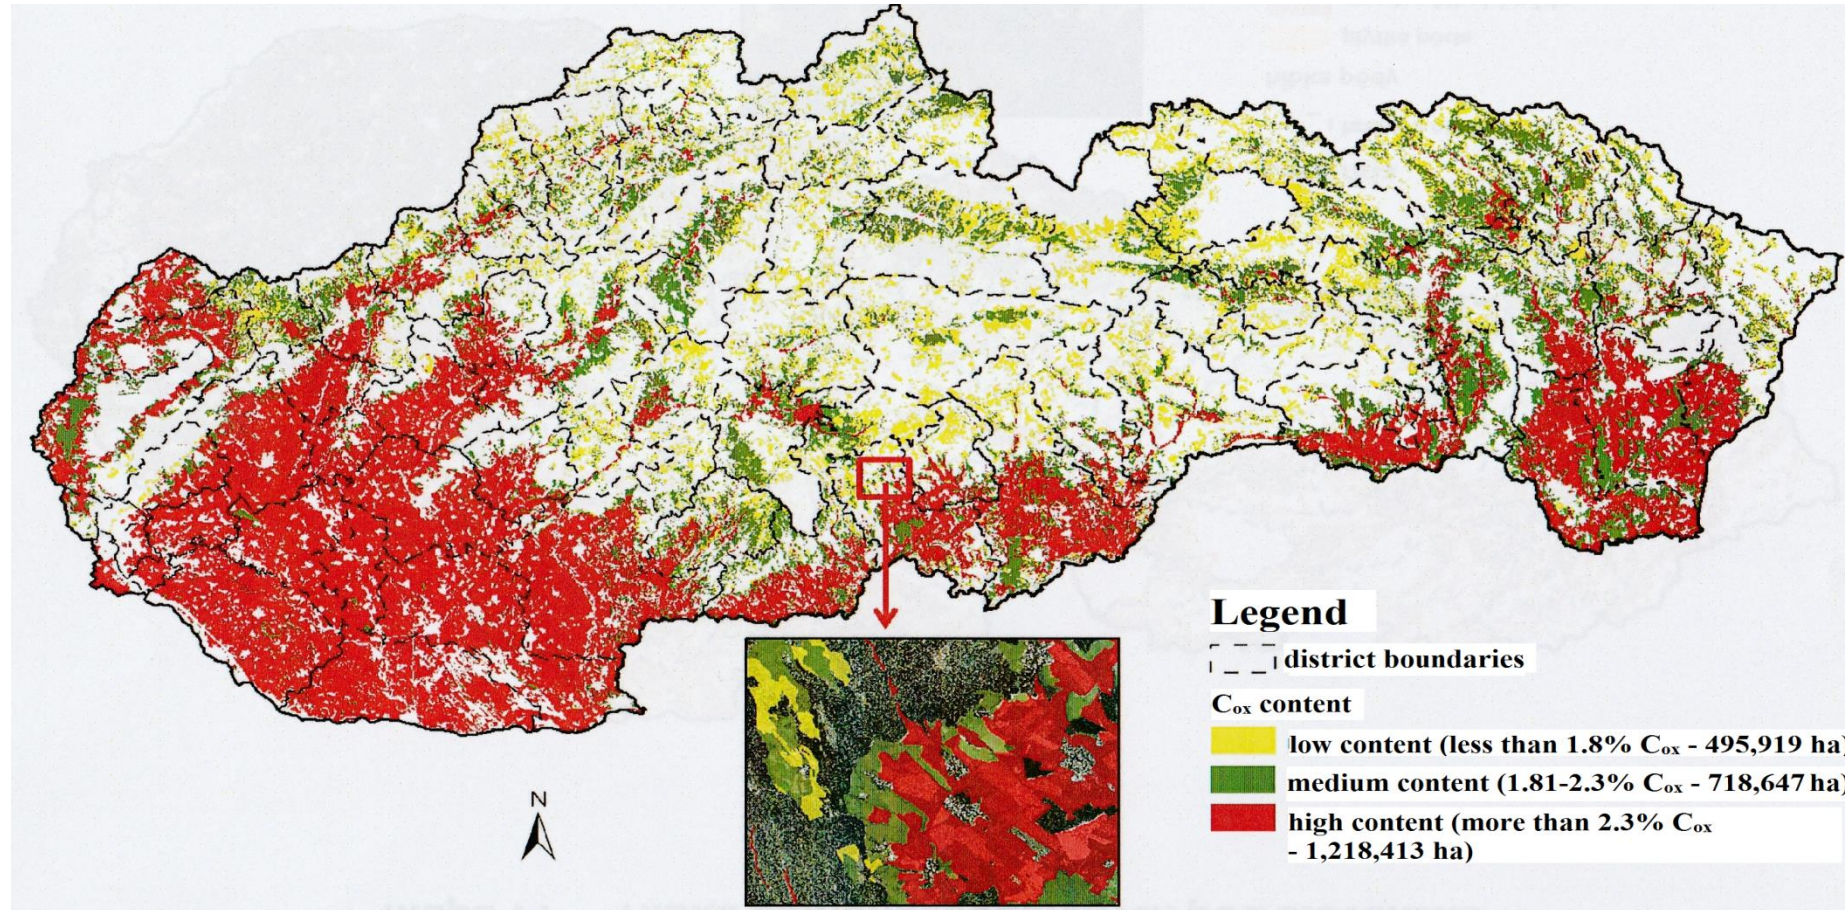 Legend
district boundaries
Cox content
low content (less than 1.8% Cox - 495,919 ha)
medium content (1.81-2.3% Cox - 718,647 ha)
high content (more than 2.3% Cox
- 1,218,413 ha)
N